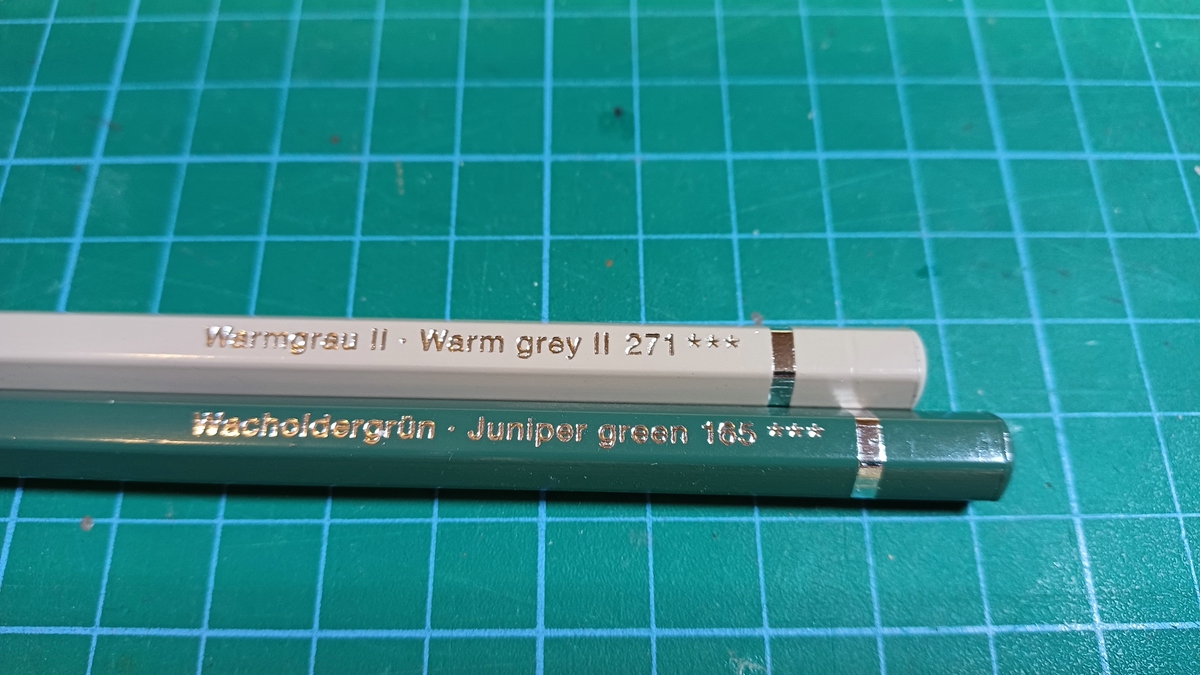 Warmgrau II · Warm grey II 271 ***
Wacholdergrün · Juniper green 165 ***